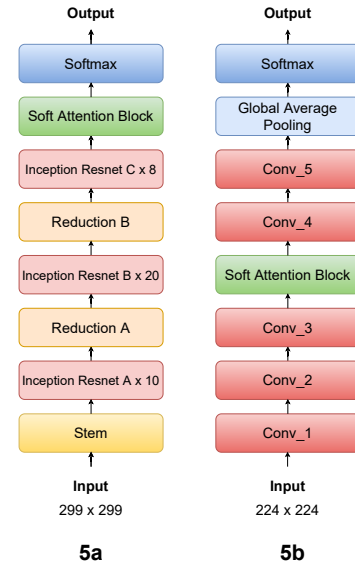 Output
Softmax
Soft Attention Block
Inception Resnet C x 8
Reduction B
Inception Resnet B x 20
Reduction A
Inception Resnet A x 10
Stem
Input
299 x 299
5a
Output
Softmax
Global Average
Pooling
Conv_5
Conv_4
Soft Attention Block
Conv_3
Conv_2
Conv_1
Input
224 x 224
5b